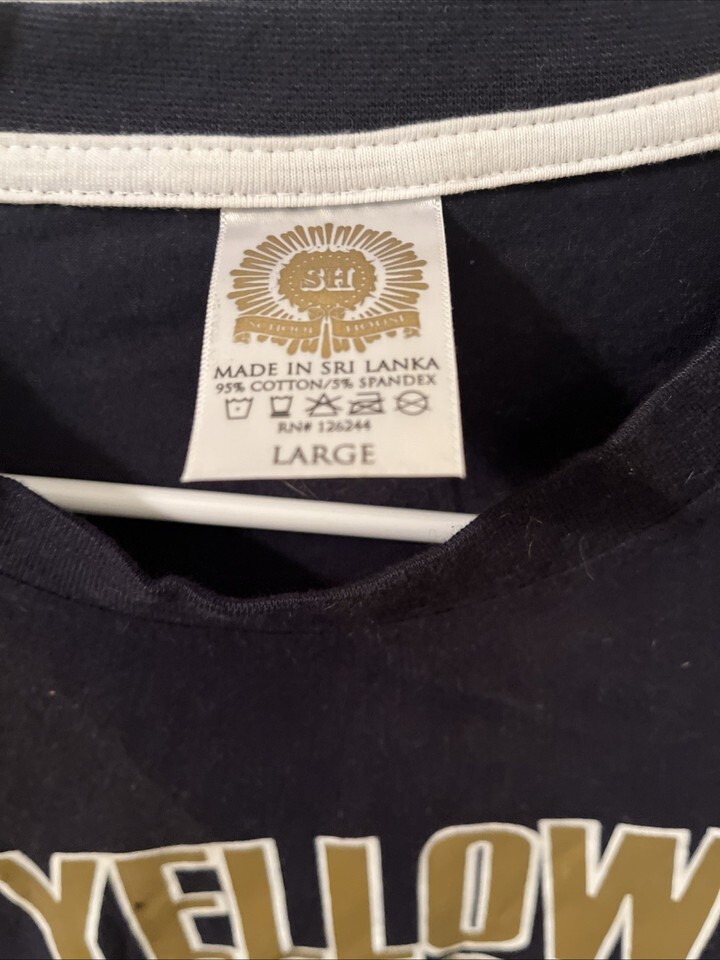 SH
SCHOOL HOUSE
MADE IN SRI LANKA
95% COTTON/5% SPANDEX
RN# 126244
LARGE
YELLOW